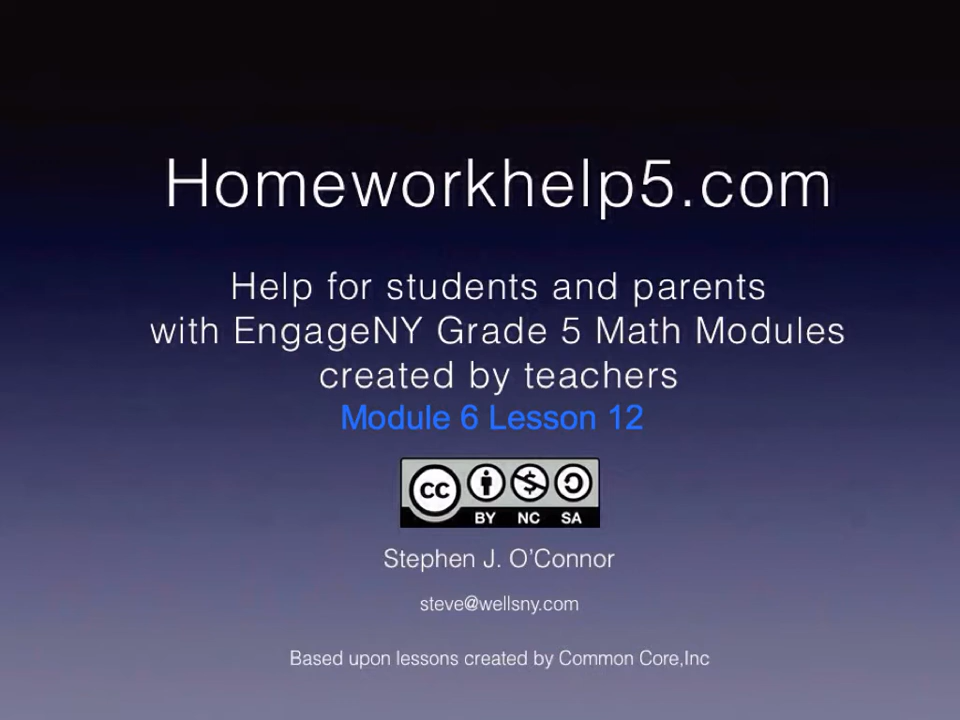 Homeworkhelp5.com
Help for students and parents
with EngageNY Grade 5 Math Modules
created by teachers
Module 6 Lesson 12
cc
BY NC SA
Stephen J. O'Connor
steve@wellsny.com
Based upon lessons created by Common Core,Inc